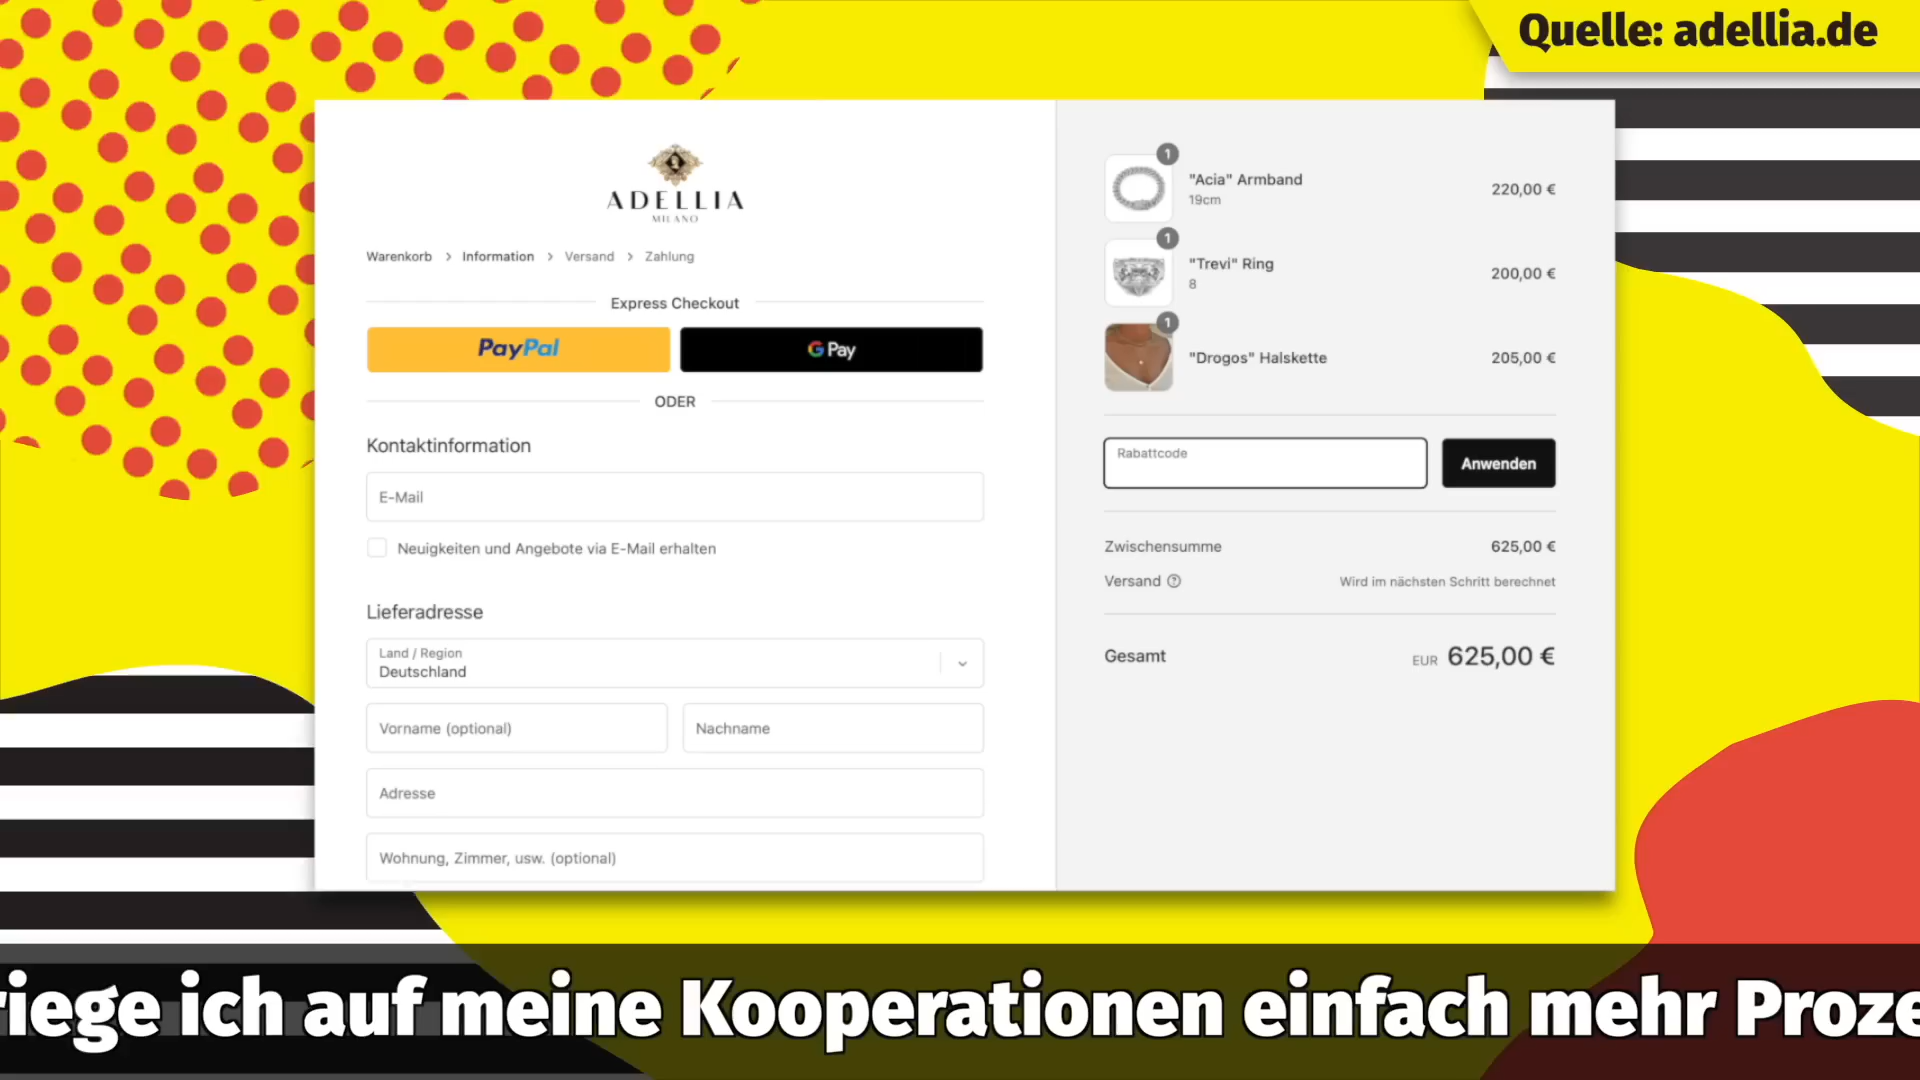 Quelle: adellia.de
ADELLIA
MILANO
Warenkorb > Information > Versand > Zahlung
Express Checkout
PayPal
G Pay
ODER
Kontaktinformation
E-Mail
Neuigkeiten und Angebote via E-Mail erhalten
Lieferadresse
Land / Region
Deutschland
Vorname (optional)
Nachname
Adresse
Wohnung, Zimmer, usw. (optional)
1
"Acia" Armband
19cm
220,00 €
1
"Trevi" Ring
8
200,00 €
1
"Drogos" Halskette
205,00 €
Rabattcode
Anwenden
Zwischensumme 625,00 €
Versand ? Wird im nächsten Schritt berechnet
Gesamt EUR 625,00 €
riege ich auf meine Kooperationen einfach mehr Proze